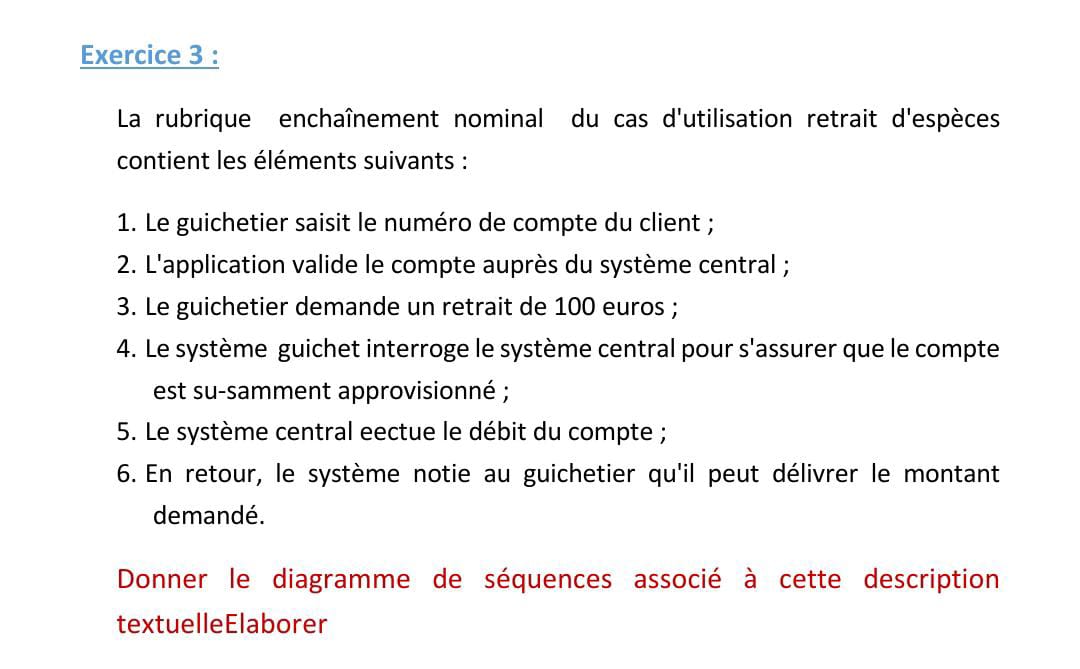 Exercice 3 :
La rubrique enchaînement nominal du cas d'utilisation retrait d'espèces
contient les éléments suivants :
1. Le guichetier saisit le numéro de compte du client ;
2. L'application valide le compte auprès du système central ;
3. Le guichetier demande un retrait de 100 euros ;
4. Le système guichet interroge le système central pour s'assurer que le compte
est su-samment approvisionné ;
5. Le système central eectue le débit du compte ;
6. En retour, le système notie au guichetier qu'il peut délivrer le montant
demandé.
Donner le diagramme de séquences associé à cette description
textuelleElaborer